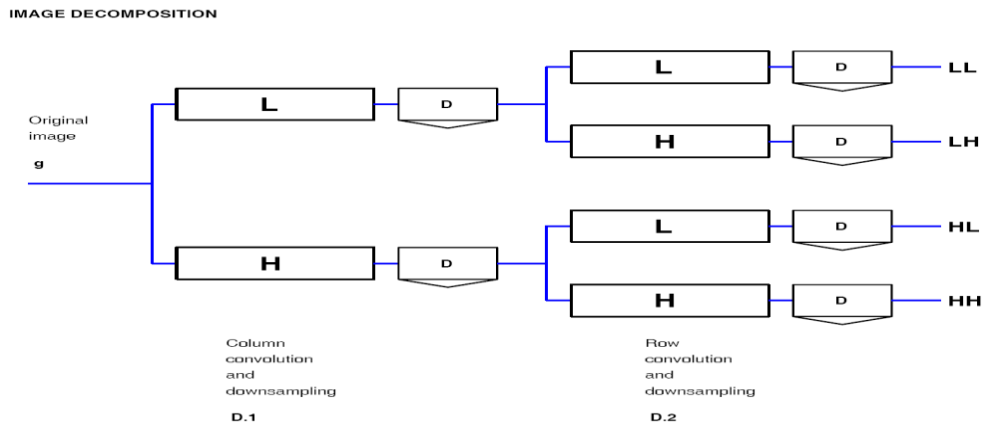 IMAGE DECOMPOSITION
L
D
LL
H
D
LH
Original
image
g
L
D
H
D
L
D
HL
H
D
HH
Column
convolution
and
downsampling
D.1
Row
convolution
and
downsampling
D.2